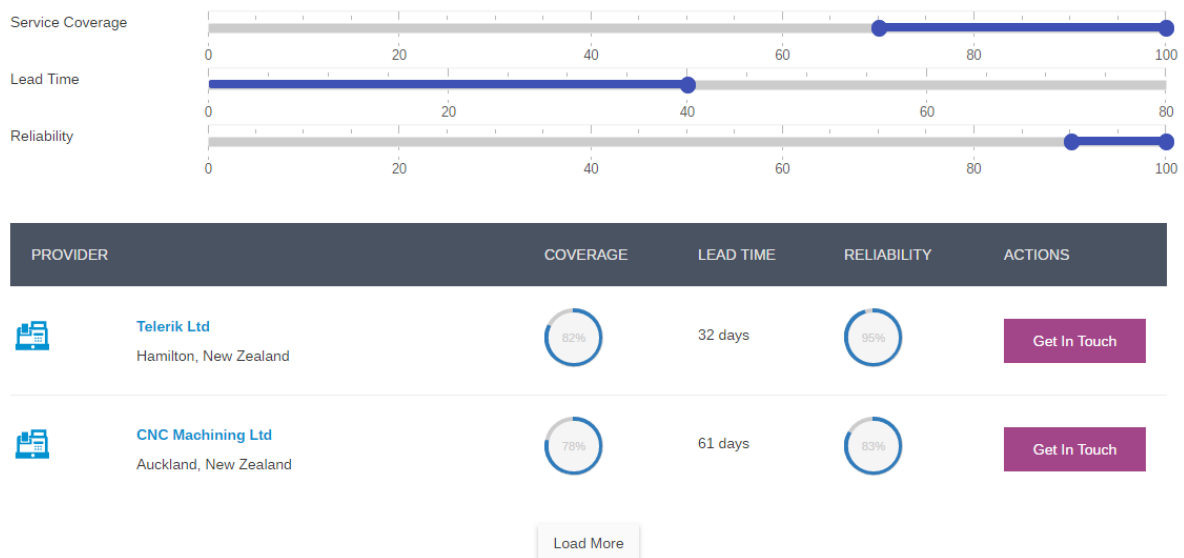 Service Coverage
0 20 40 60 80 100
Lead Time
0 20 40 60 80
Reliability
0 20 40 60 80 100
PROVIDER COVERAGE LEAD TIME RELIABILITY ACTIONS
Telerik Ltd
Hamilton, New Zealand
82%
32 days
95%
Get In Touch
CNC Machining Ltd
Auckland, New Zealand
78%
61 days
83%
Get In Touch
Load More